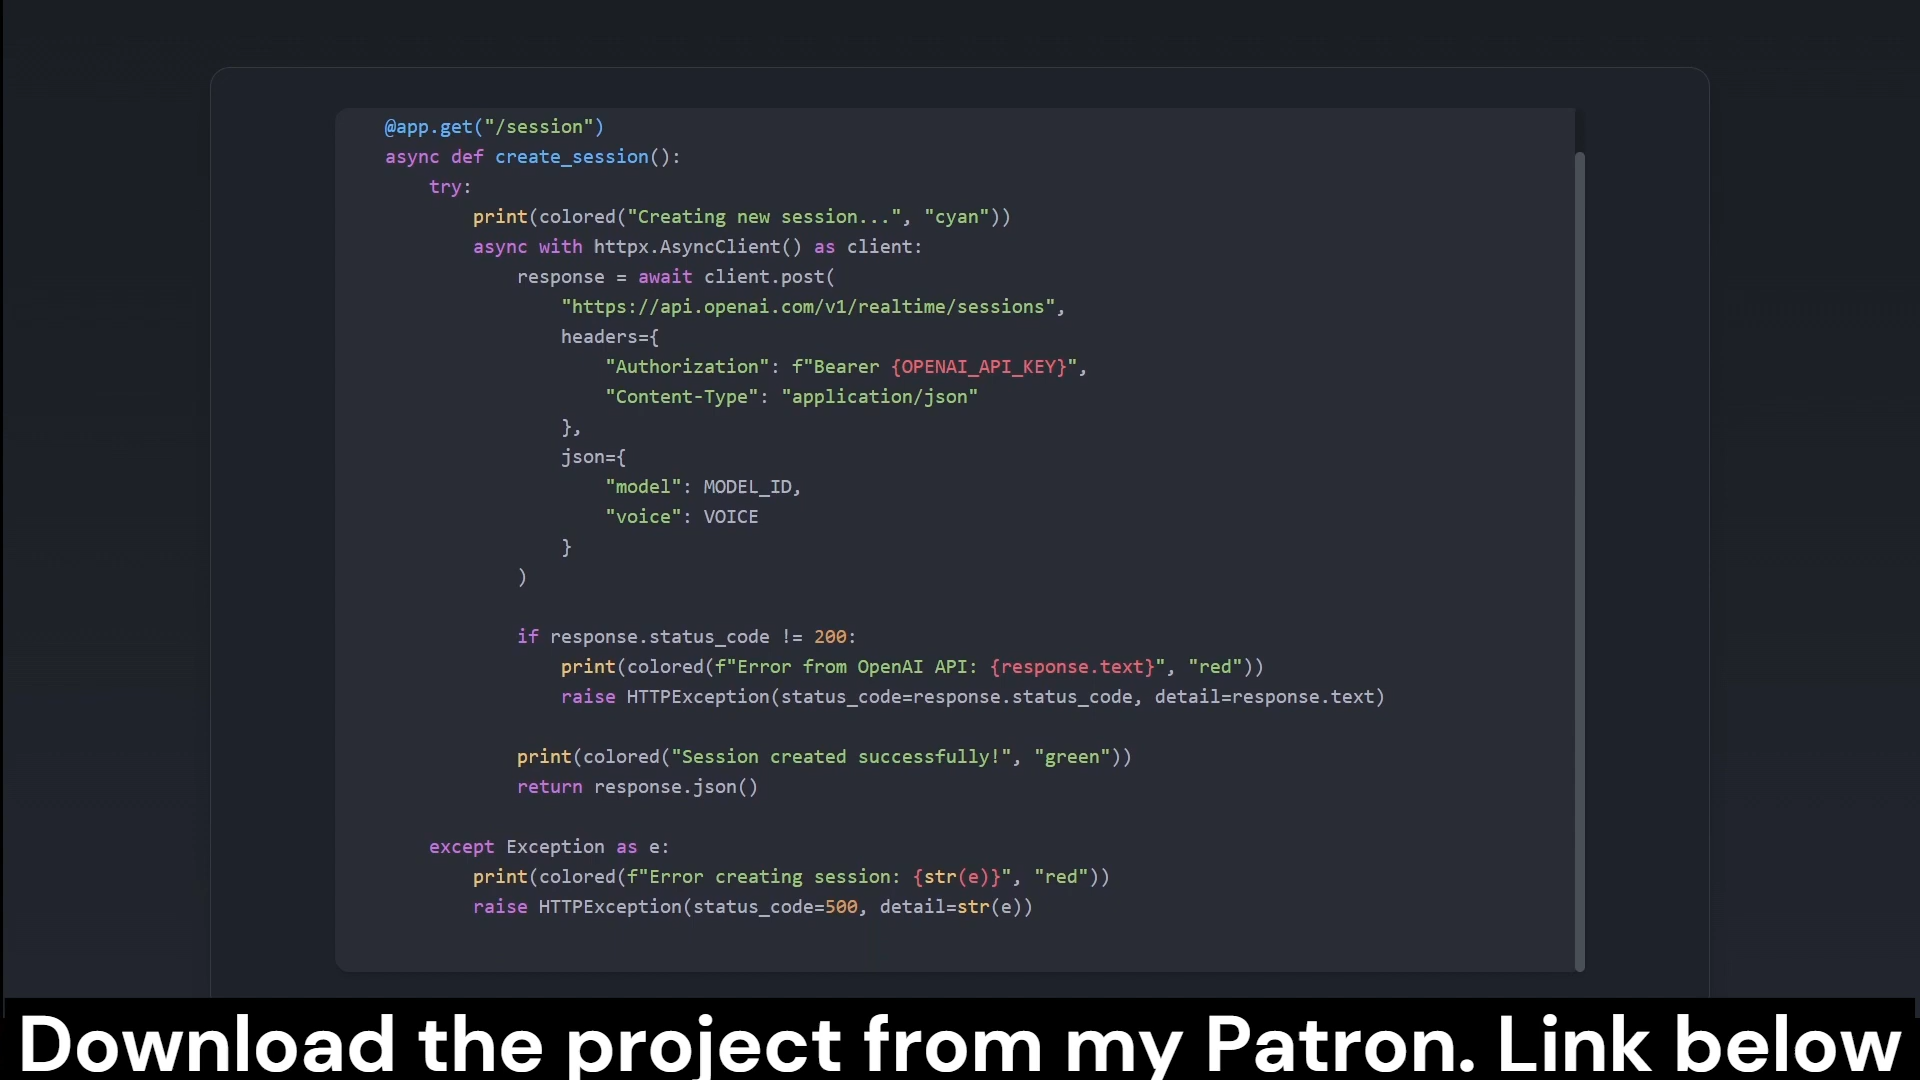 @app.get("/session")
async def create_session():
    try:
        print(colored("Creating new session...", "cyan"))
        async with httpx.AsyncClient() as client:
            response = await client.post(
                "https://api.openai.com/v1/realtime/sessions",
                headers={
                    "Authorization": f"Bearer {OPENAI_API_KEY}",
                    "Content-Type": "application/json"
                },
                json={
                    "model": MODEL_ID,
                    "voice": VOICE
                }
            )

            if response.status_code != 200:
                print(colored(f"Error from OpenAI API: {response.text}", "red"))
                raise HTTPException(status_code=response.status_code, detail=response.text)

            print(colored("Session created successfully!", "green"))
            return response.json()

    except Exception as e:
        print(colored(f"Error creating session: {str(e)}", "red"))
        raise HTTPException(status_code=500, detail=str(e))
Download the project from my Patron. Link below